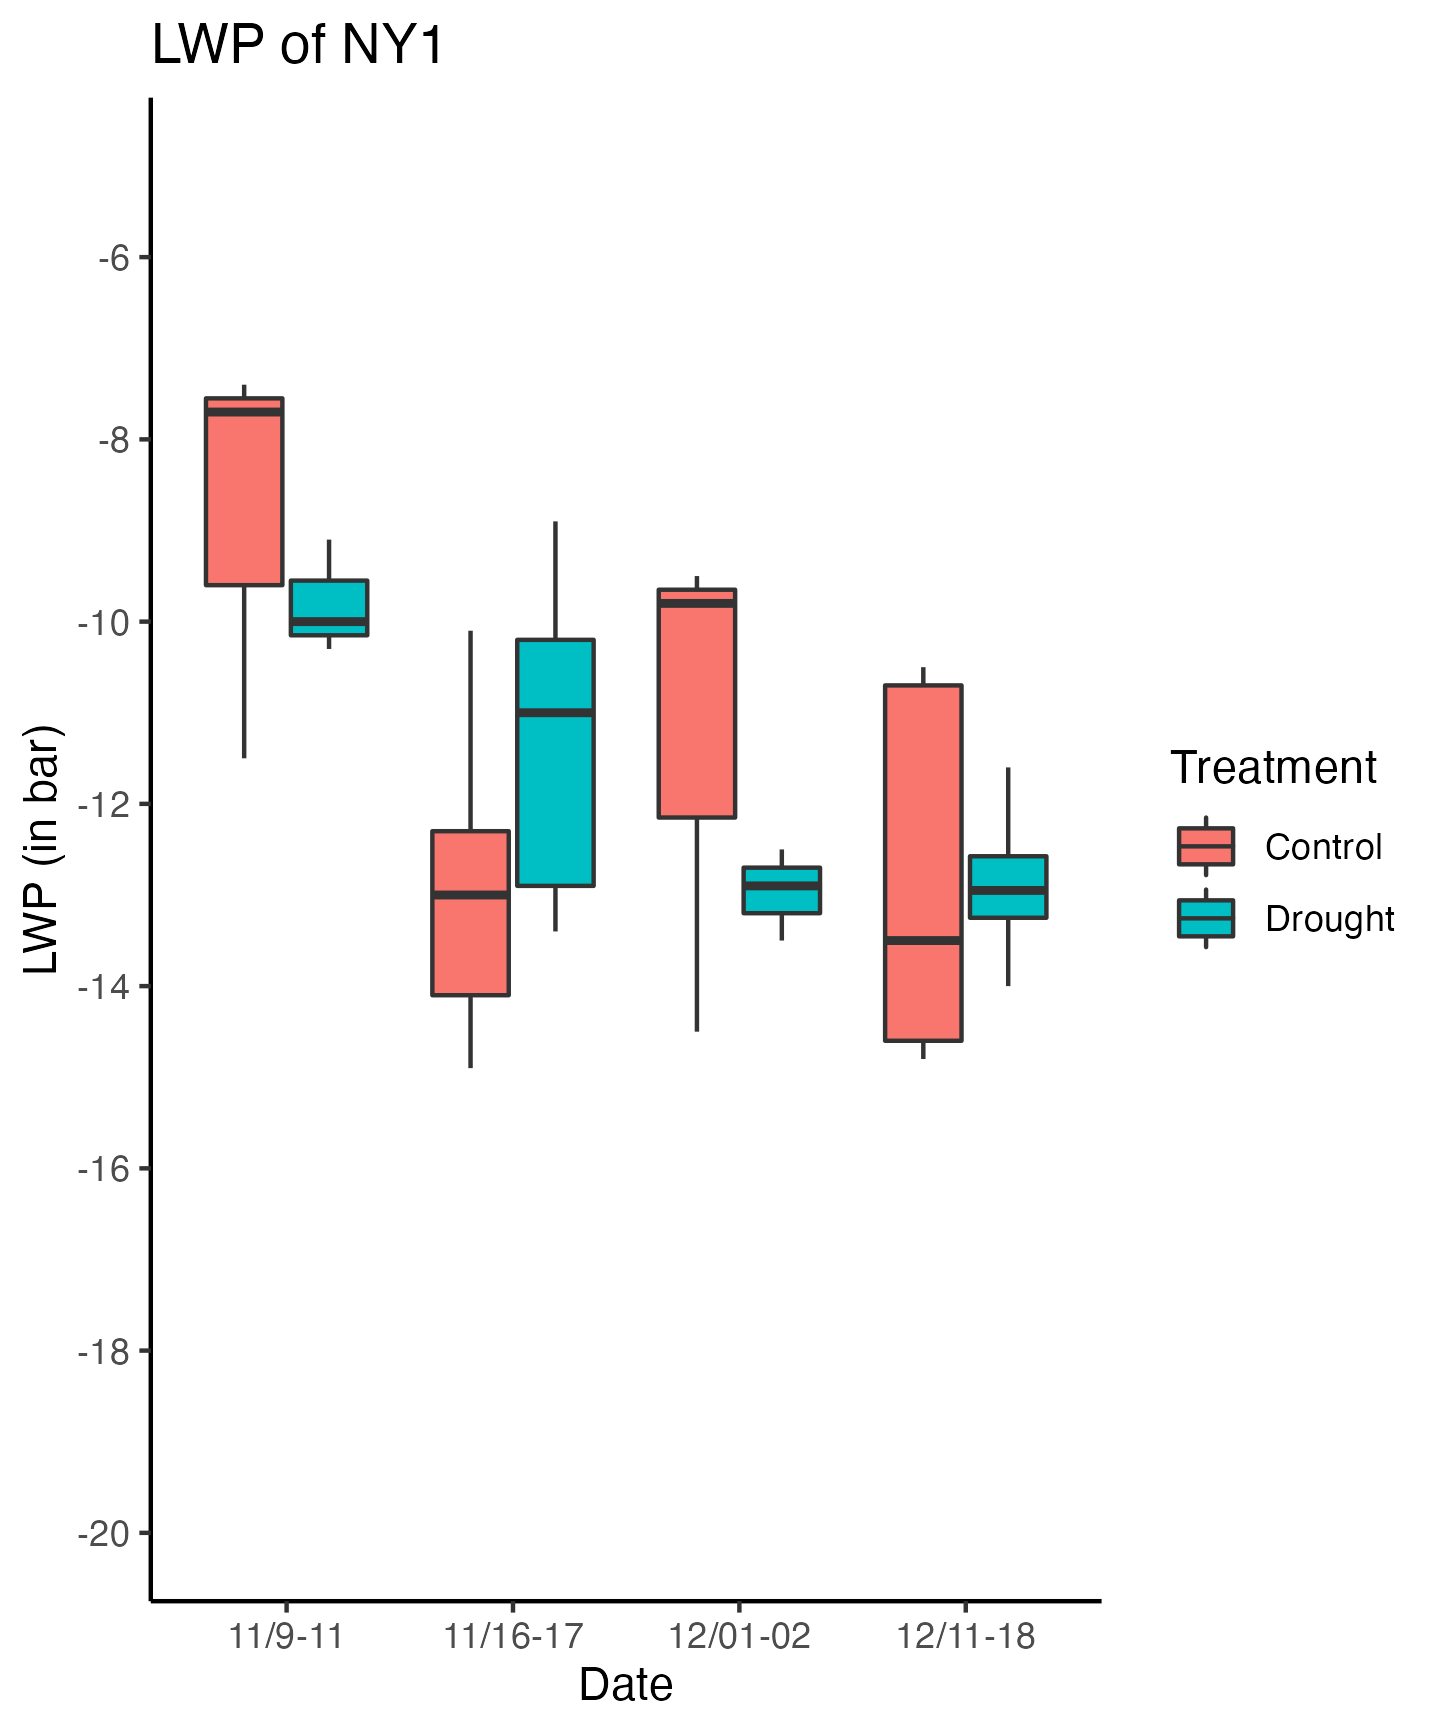 LWP of NY1
LWP (in bar)
-6
-8
-10
-12
-14
-16
-18
-20
11/9-11
11/16-17
12/01-02
12/11-18
Date
Treatment
Control
Drought